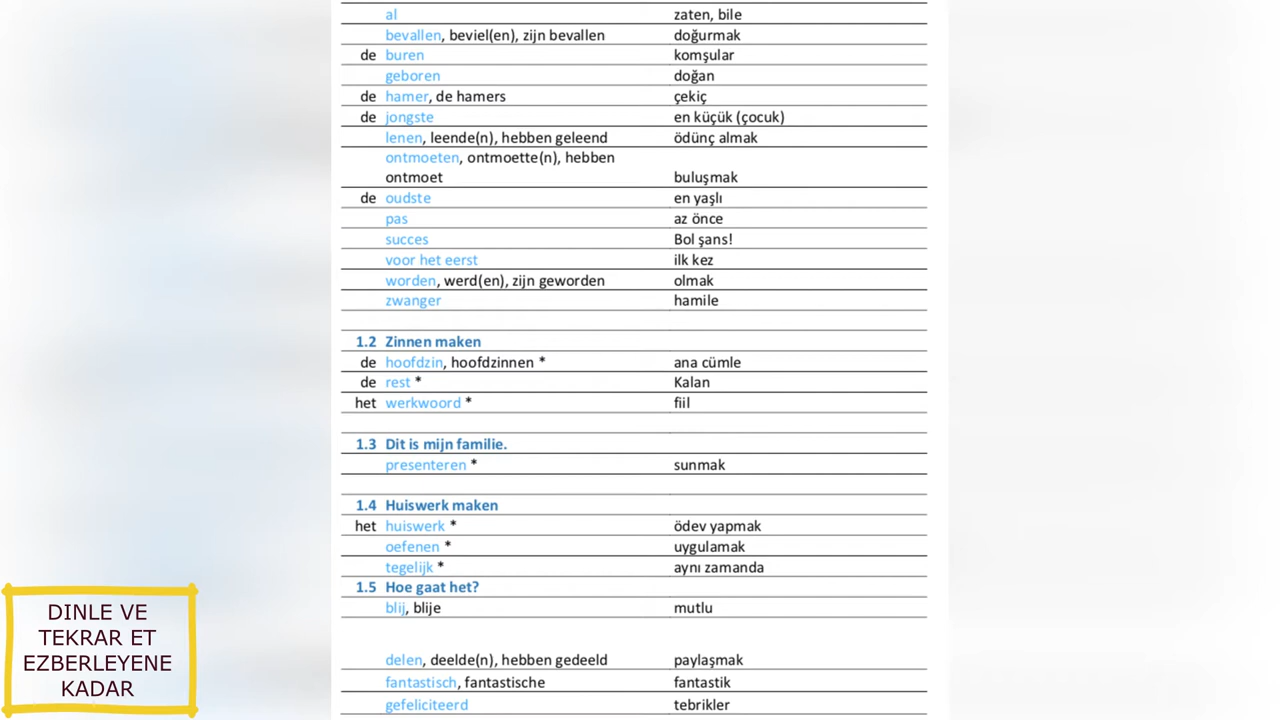 al zaten, bile
bevallen, beviel(en), zijn bevallen doğurmak
de buren komşular
geboren doğan
de hamer, de hamers çekiç
de jongste en küçük (çocuk)
lenen, leende(n), hebben geleend ödünç almak
ontmoeten, ontmoette(n), hebben
ontmoet buluşmak
de oudste en yaşlı
pas az önce
succes Bol şans!
voor het eerst ilk kez
worden, werd(en), zijn geworden olmak
zwanger hamile
1.2 Zinnen maken
de hoofdzin, hoofdzinnen * ana cümle
de rest * Kalan
het werkwoord * fiil
1.3 Dit is mijn familie.
presenteren * sunmak
1.4 Huiswerk maken
het huiswerk * ödev yapmak
oefenen * uygulamak
tegelijk * aynı zamanda
1.5 Hoe gaat het?
blij, blije mutlu
delen, deelde(n), hebben gedeeld paylaşmak
fantastisch, fantastische fantastik
gefeliciteerd tebrikler
DINLE VE
TEKRAR ET
EZBERLEYENE
KADAR